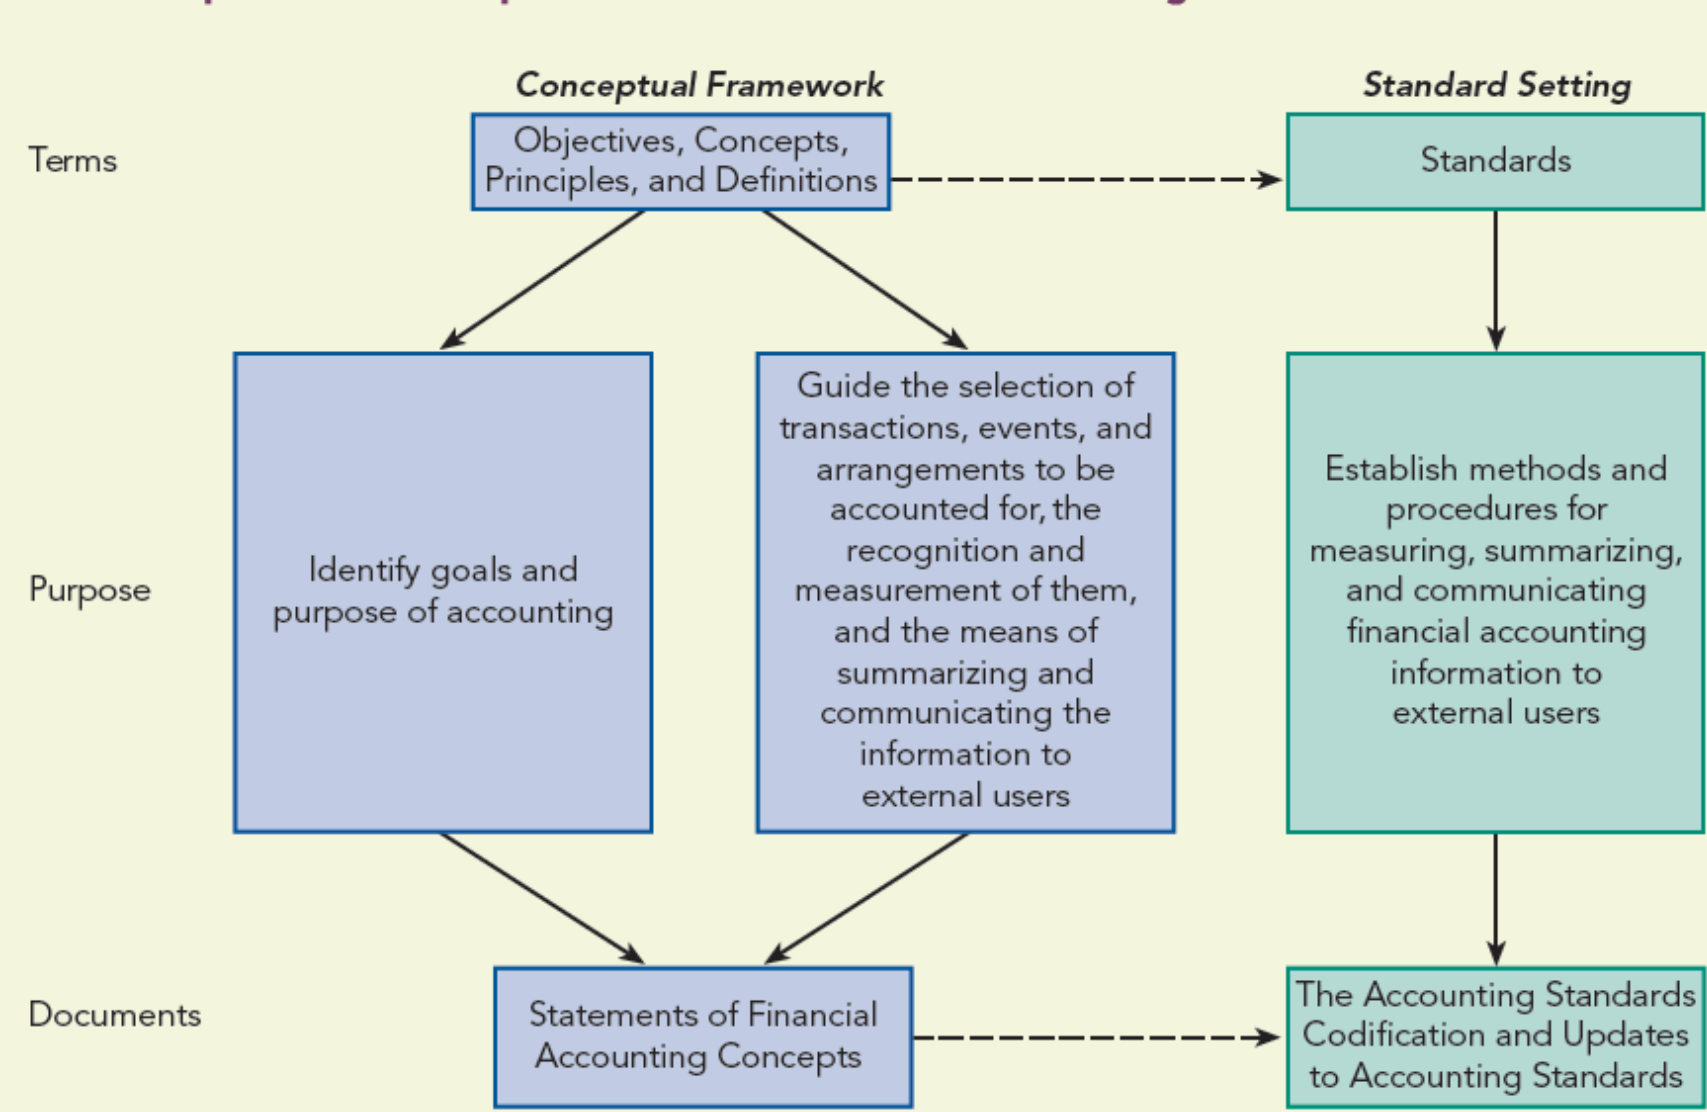 Conceptual Framework
Standard Setting
Terms
Objectives, Concepts,
Principles, and Definitions
Standards
Purpose
Identify goals and
purpose of accounting
Guide the selection of
transactions, events, and
arrangements to be
accounted for, the
recognition and
measurement of them,
and the means of
summarizing and
communicating the
information to
external users
Establish methods and
procedures for
measuring, summarizing,
and communicating
financial accounting
information to
external users
Documents
Statements of Financial
Accounting Concepts
The Accounting Standards
Codification and Updates
to Accounting Standards